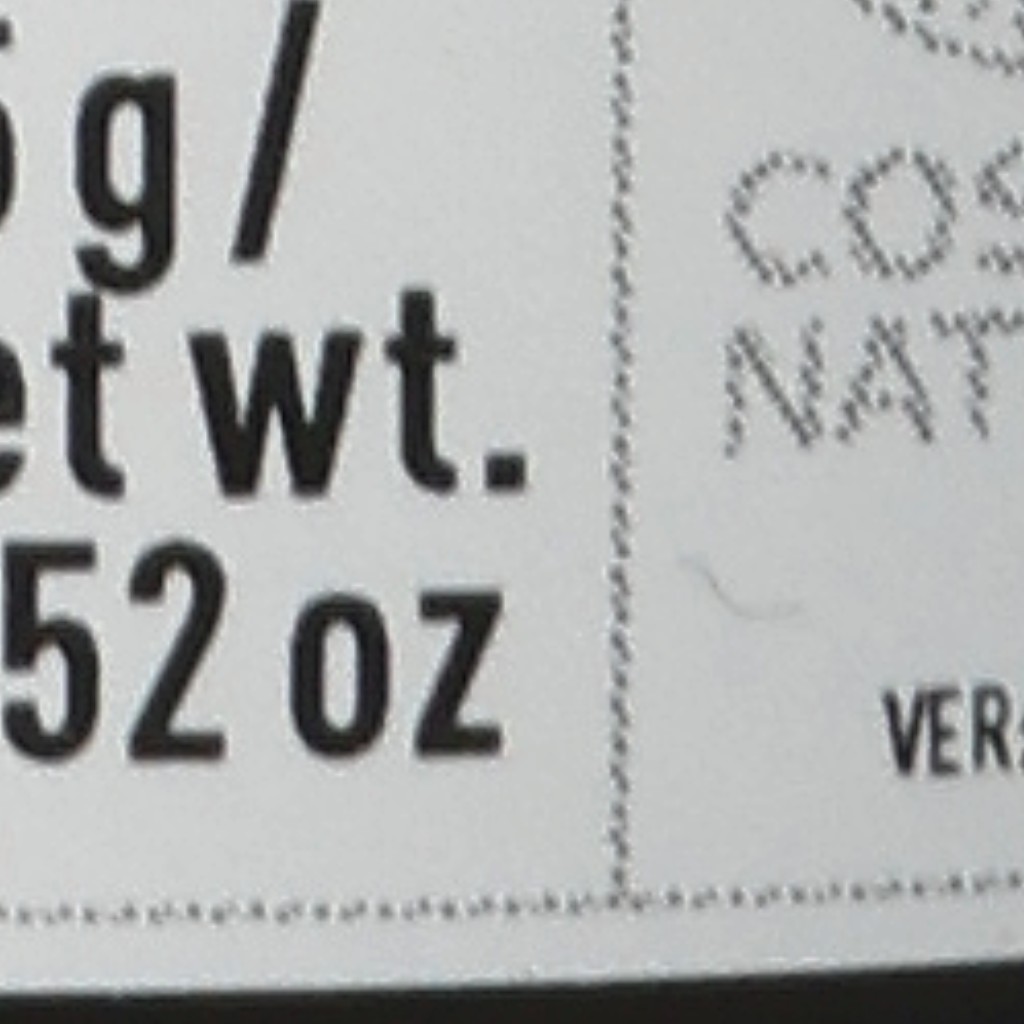 g/
et wt.
52 oz
COS
NAT
VER